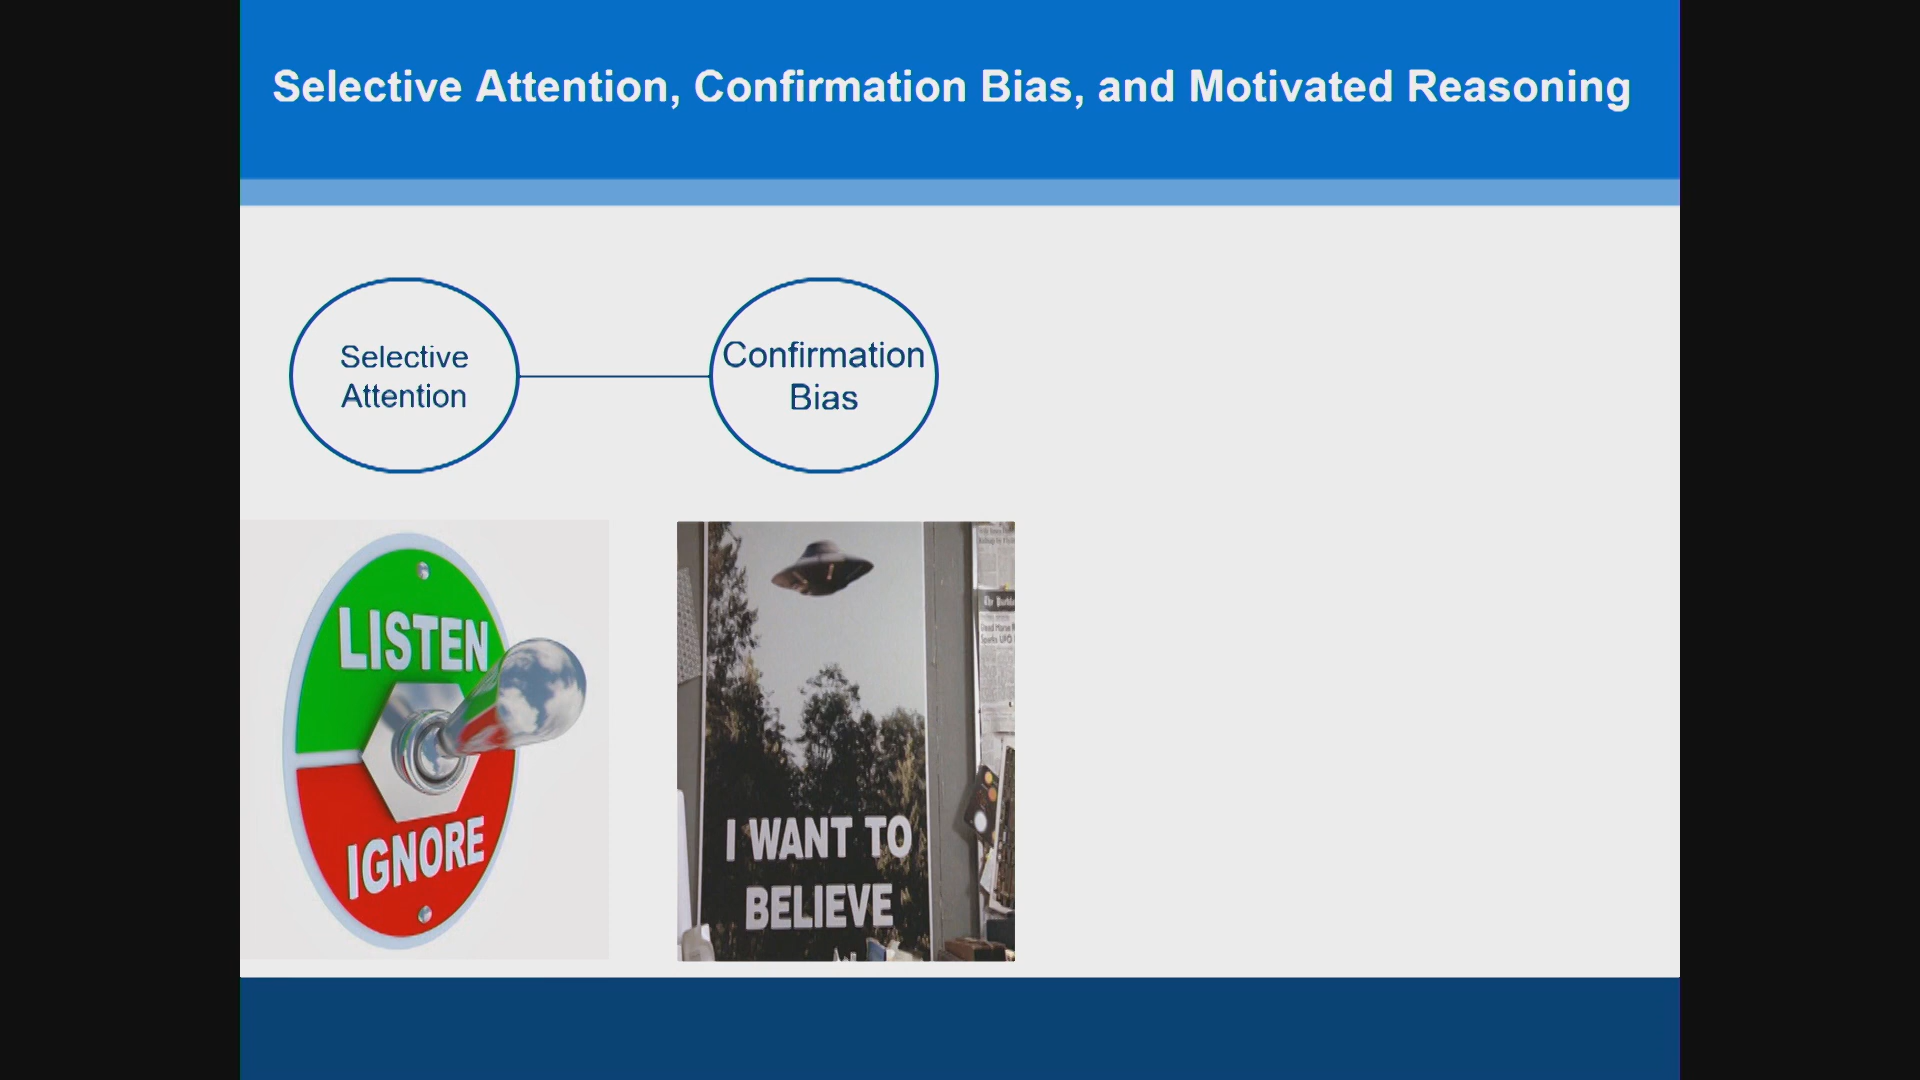 Selective Attention, Confirmation Bias, and Motivated Reasoning
Selective
Attention
Confirmation
Bias
LISTEN
IGNORE
I WANT TO
BELIEVE